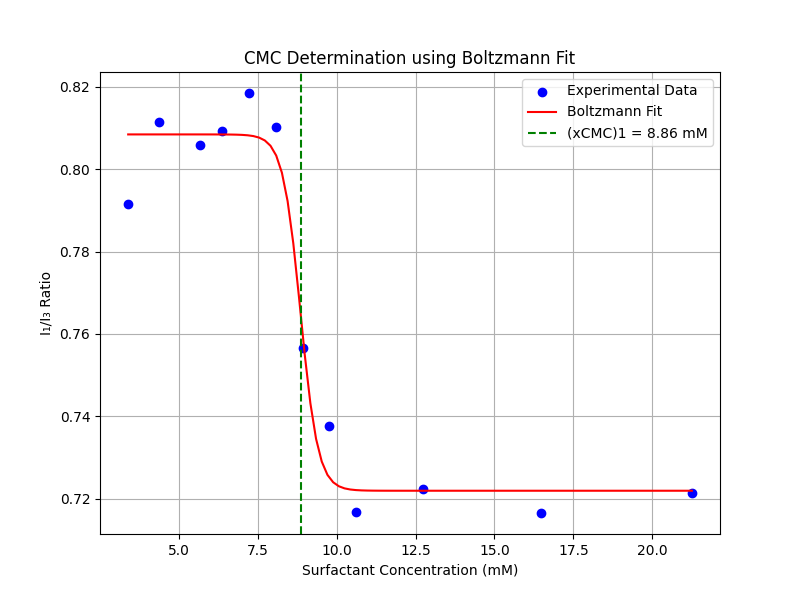 CMC Determination using Boltzmann Fit
Experimental Data
Boltzmann Fit
(xCMC)1 = 8.86 mM
0.82
0.80
0.78
0.76
0.74
0.72
I₁/I₃ Ratio
5.0 7.5 10.0 12.5 15.0 17.5 20.0
Surfactant Concentration (mM)